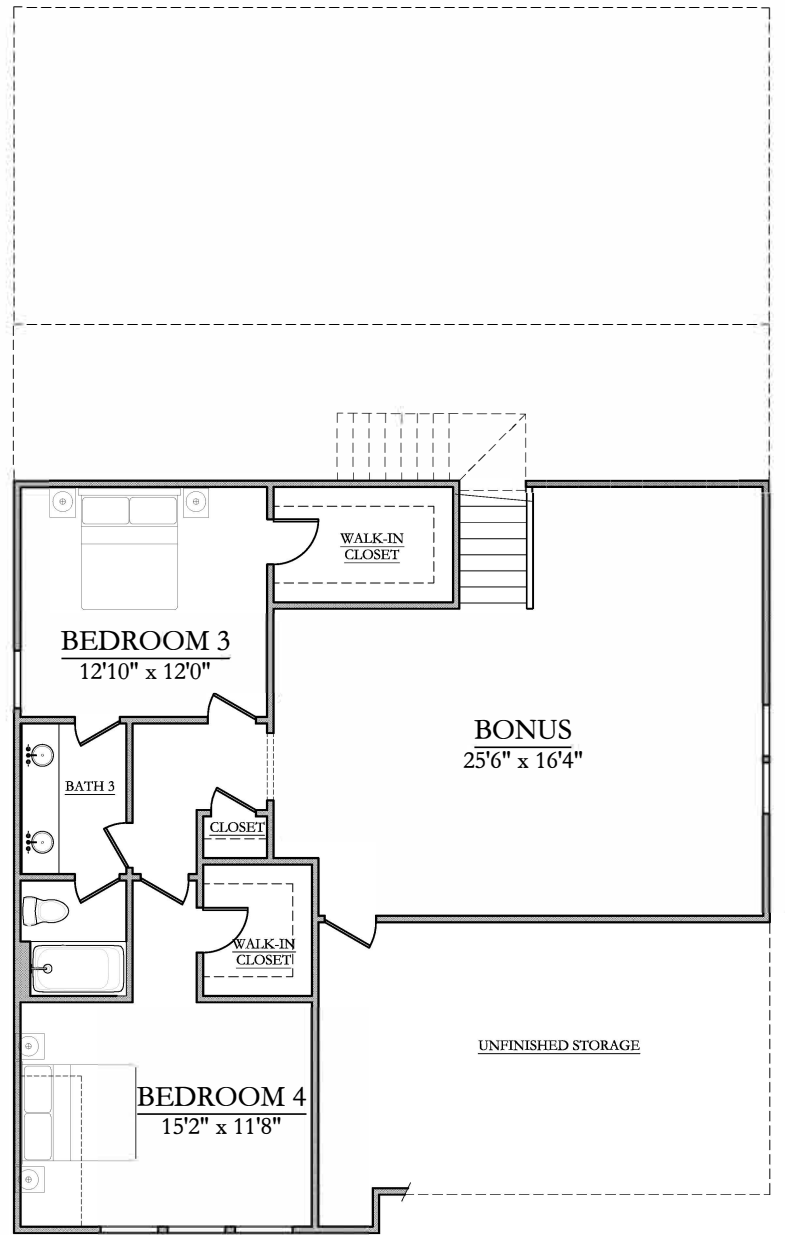 WALK-IN
CLOSET
BEDROOM 3
12'10" x 12'0"
BONUS
25'6" x 16'4"
BATH 3
CLOSET
WALK-IN
CLOSET
UNFINISHED STORAGE
BEDROOM 4
15'2" x 11'8"